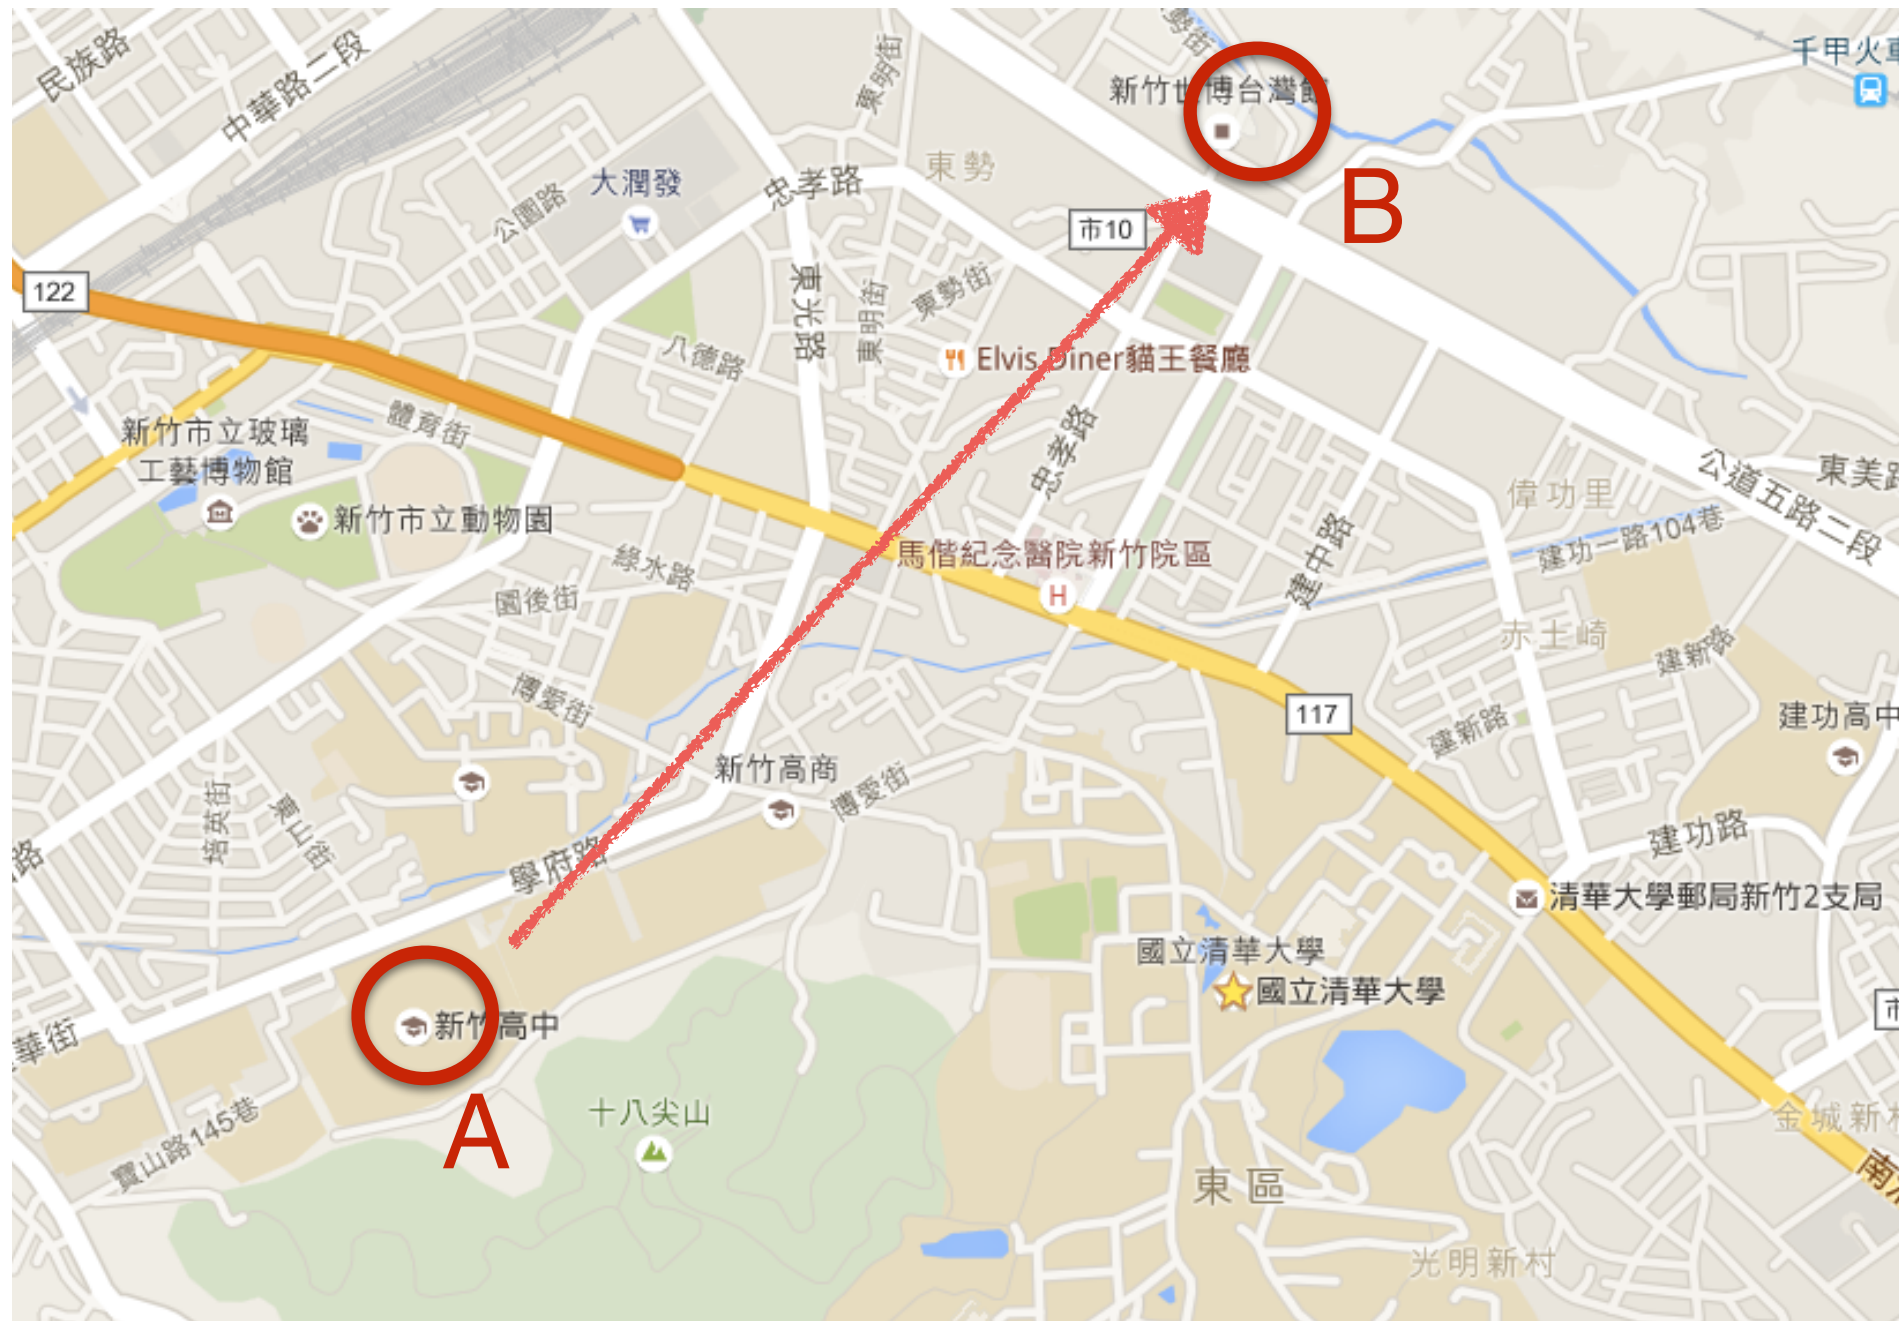 民族路
中華路二段
東明街
勢街
新竹世博台灣館
千甲火車
大潤發
忠孝路
東勢
公園路
B
市10
122
東光路
東明街
東勢街
八德路
Elvis Diner貓王餐廳
新竹市立玻璃
工藝博物館
體育街
忠孝路
公道五路二段
東美路
偉功里
新竹市立動物園
建功一路104巷
綠水路
馬偕紀念醫院新竹院區
H
建中路
園後街
赤土崎
建新路
博愛街
117
建新路
建功高中
新竹高商
博愛街
培英街
東山街
建功路
路
學府路
清華大學郵局新竹2支局
國立清華大學
國立清華大學
新竹高中
華街
市
A
十八尖山
寶山路145巷
金城新村
東區
南大
光明新村